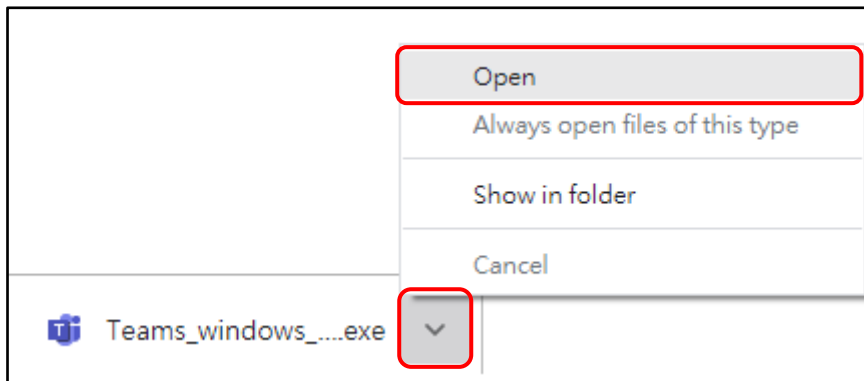 Open
Always open files of this type
Show in folder
Cancel
Teams_windows_....exe